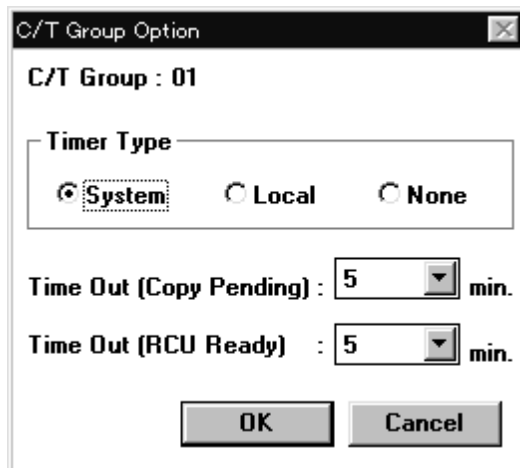 C/T Group Option
C/T Group : 01
Timer Type
System Local None
Time Out (Copy Pending) : 5 min.
Time Out (RCU Ready) : 5 min.
OK Cancel